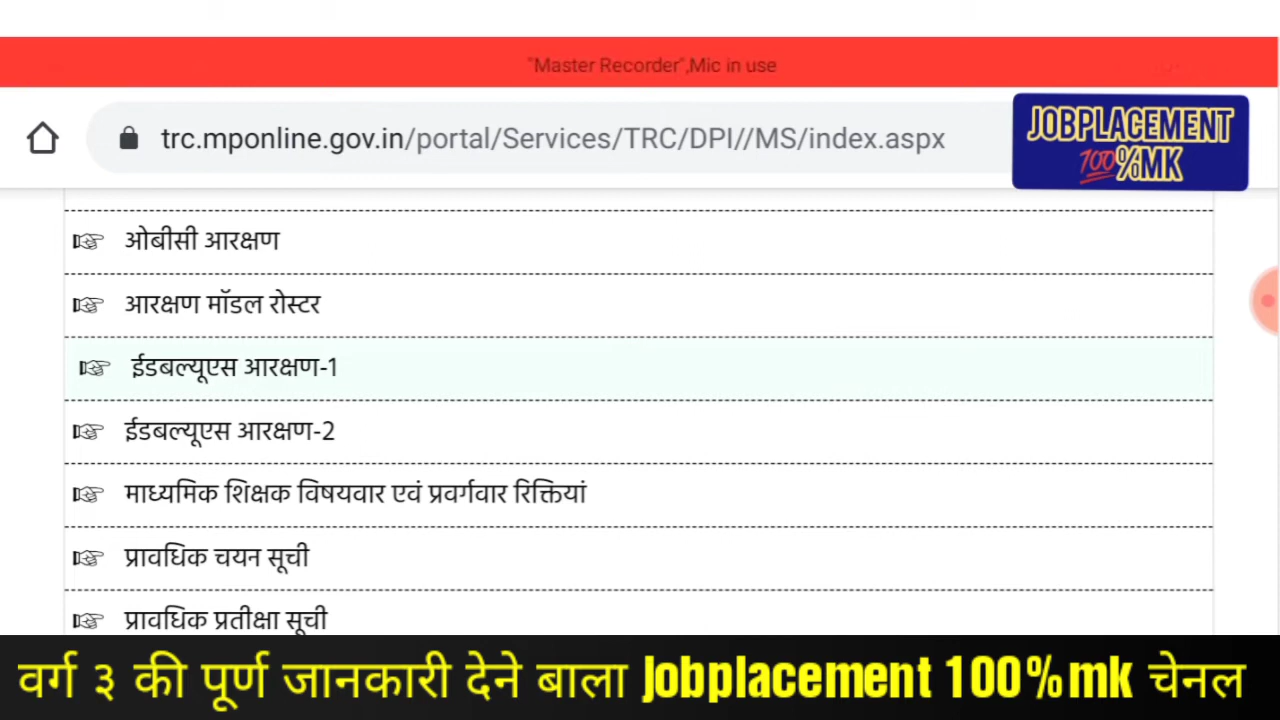 "Master Recorder",Mic in use
trc.mponline.gov.in/portal/Services/TRC/DPI//MS/index.aspx
JOBPLACEMENT
💯%MK
ओबीसी आरक्षण
आरक्षण मॉडल रोस्टर
ईडबल्यूएस आरक्षण-1
ईडबल्यूएस आरक्षण-2
माध्यमिक शिक्षक विषयवार एवं प्रवर्गवार रिक्तियां
प्रावधिक चयन सूची
प्रावधिक प्रतीक्षा सूची
वर्ग ३ की पूर्ण जानकारी देने बाला Jobplacement 100%mk चेनल